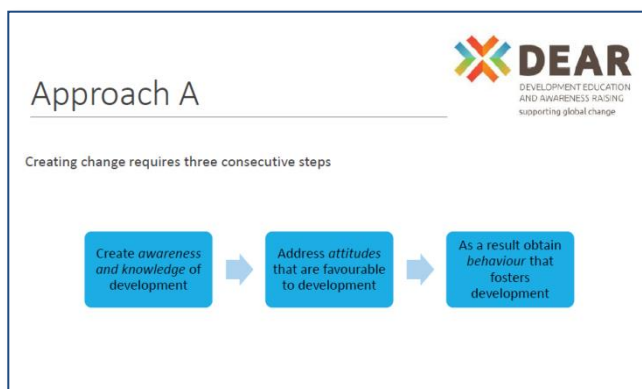 Approach A
DEAR
DEVELOPMENT EDUCATION
AND AWARENESS RAISING
supporting global change
Creating change requires three consecutive steps
Create awareness
and knowledge of
development
Address attitudes
that are favourable
to development
As a result obtain
behaviour that
fosters
development